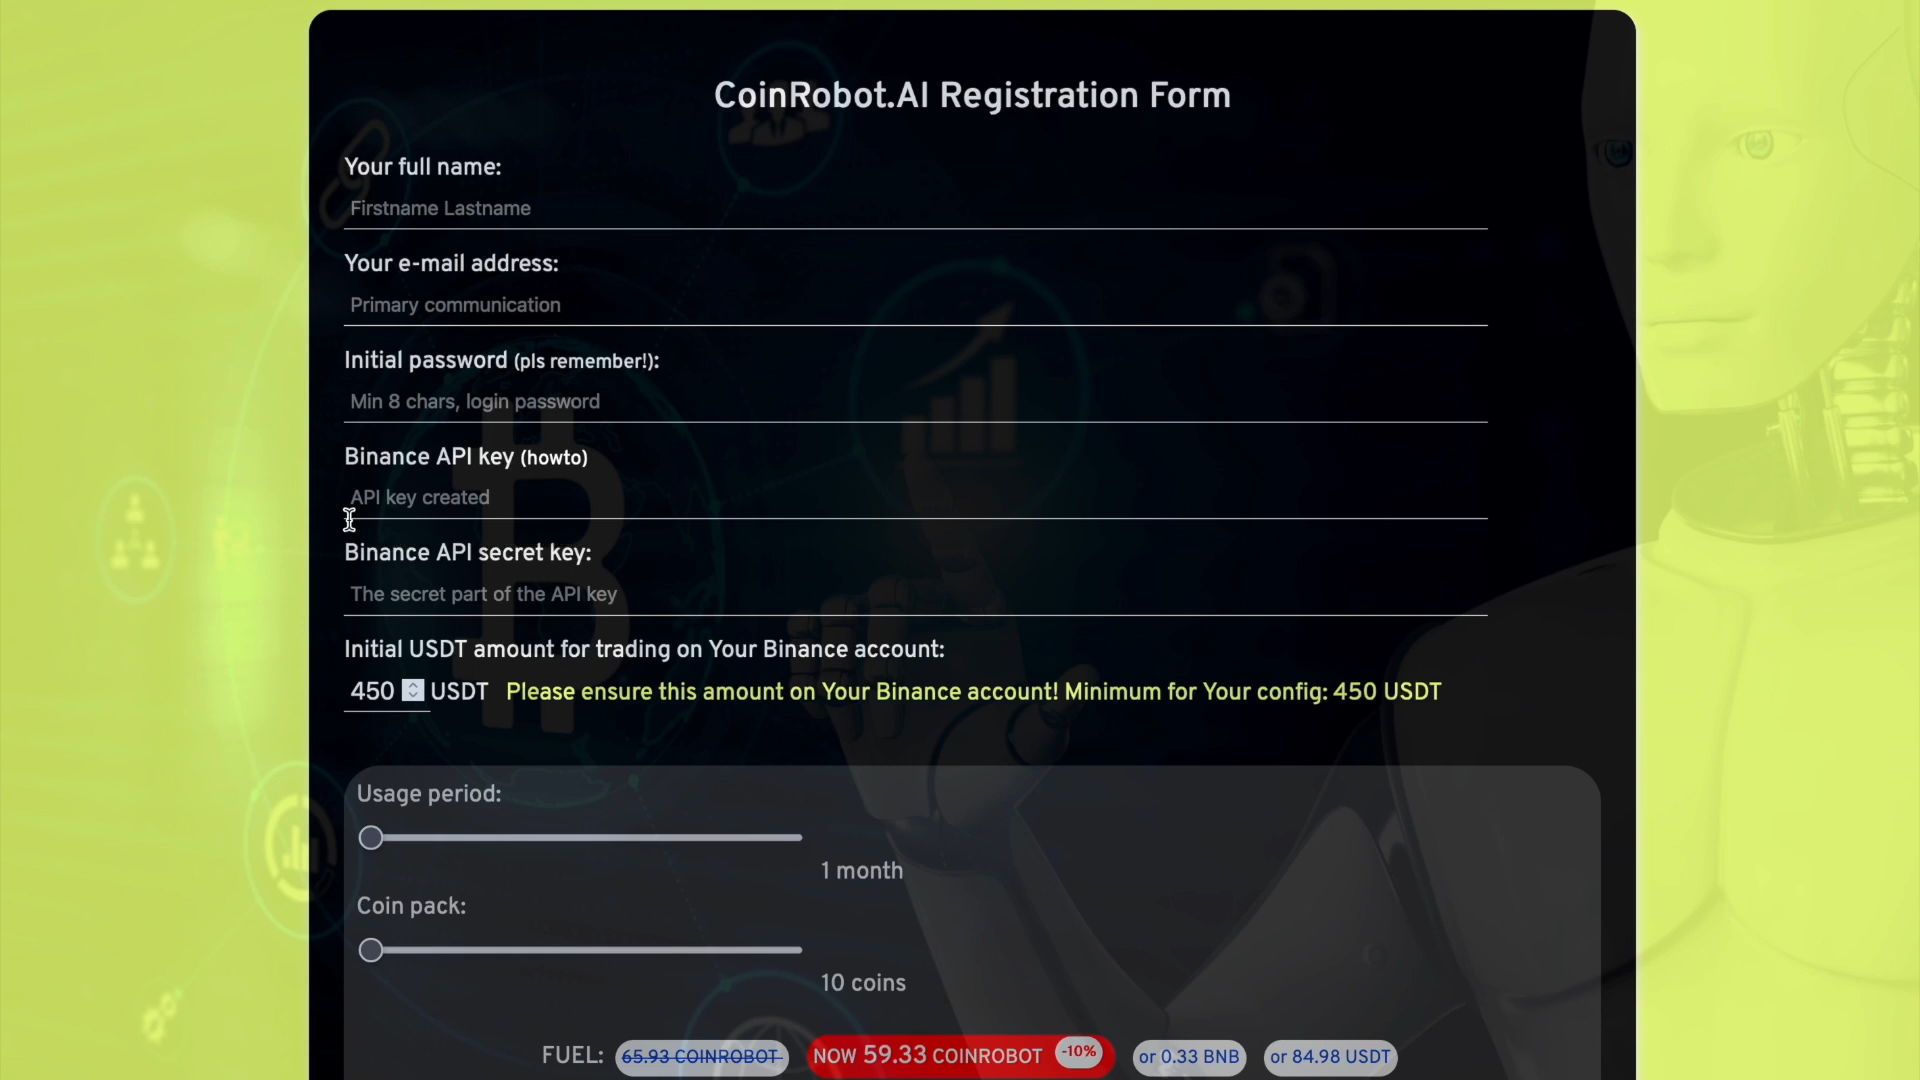 CoinRobot.AI Registration Form
Your full name:
Firstname Lastname
Your e-mail address:
Primary communication
Initial password (pls remember!):
Min 8 chars, login password
Binance API key (howto)
API key created
Binance API secret key:
The secret part of the API key
Initial USDT amount for trading on Your Binance account:
450 USDT Please ensure this amount on Your Binance account! Minimum for Your config: 450 USDT
Usage period:
1 month
Coin pack:
10 coins
FUEL: 65.93 COINROBOT NOW 59.33 COINROBOT -10% or 0.33 BNB or 84.98 USDT